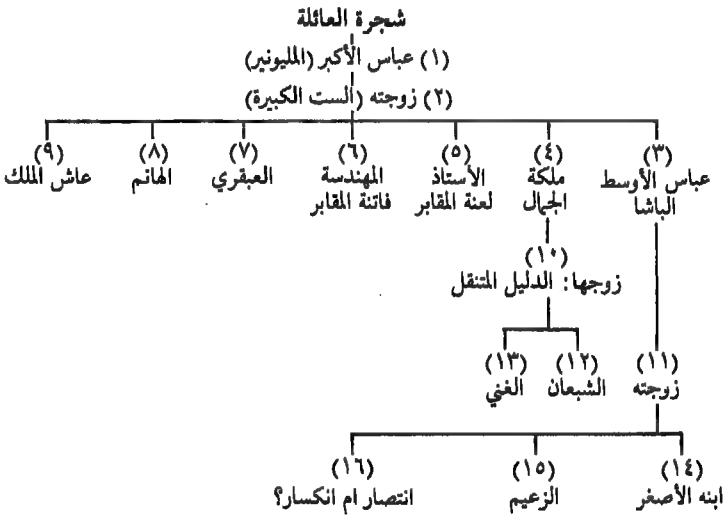 شجرة العائلة
(١) عباس الأكبر (المليونير)
(٢) زوجته (الست الكبيرة)
(٣)
عباس الأوسط
الباشا
(٤)
ملكة
الجمال
(٥)
الأستاذ
لعنة المقابر
(٦)
المهندسة
فاتنة المقابر
(٧)
العبقري
(٨)
الهانم
(٩)
عاش الملك
(١٠)
زوجها: الدليل المتنقل
(١١)
زوجته
(١٢)
الشبعان
(١٣)
الغني
(١٤)
ابنه الأصغر
(١٥)
الزعيم
(١٦)
انتصار ام انكسار؟